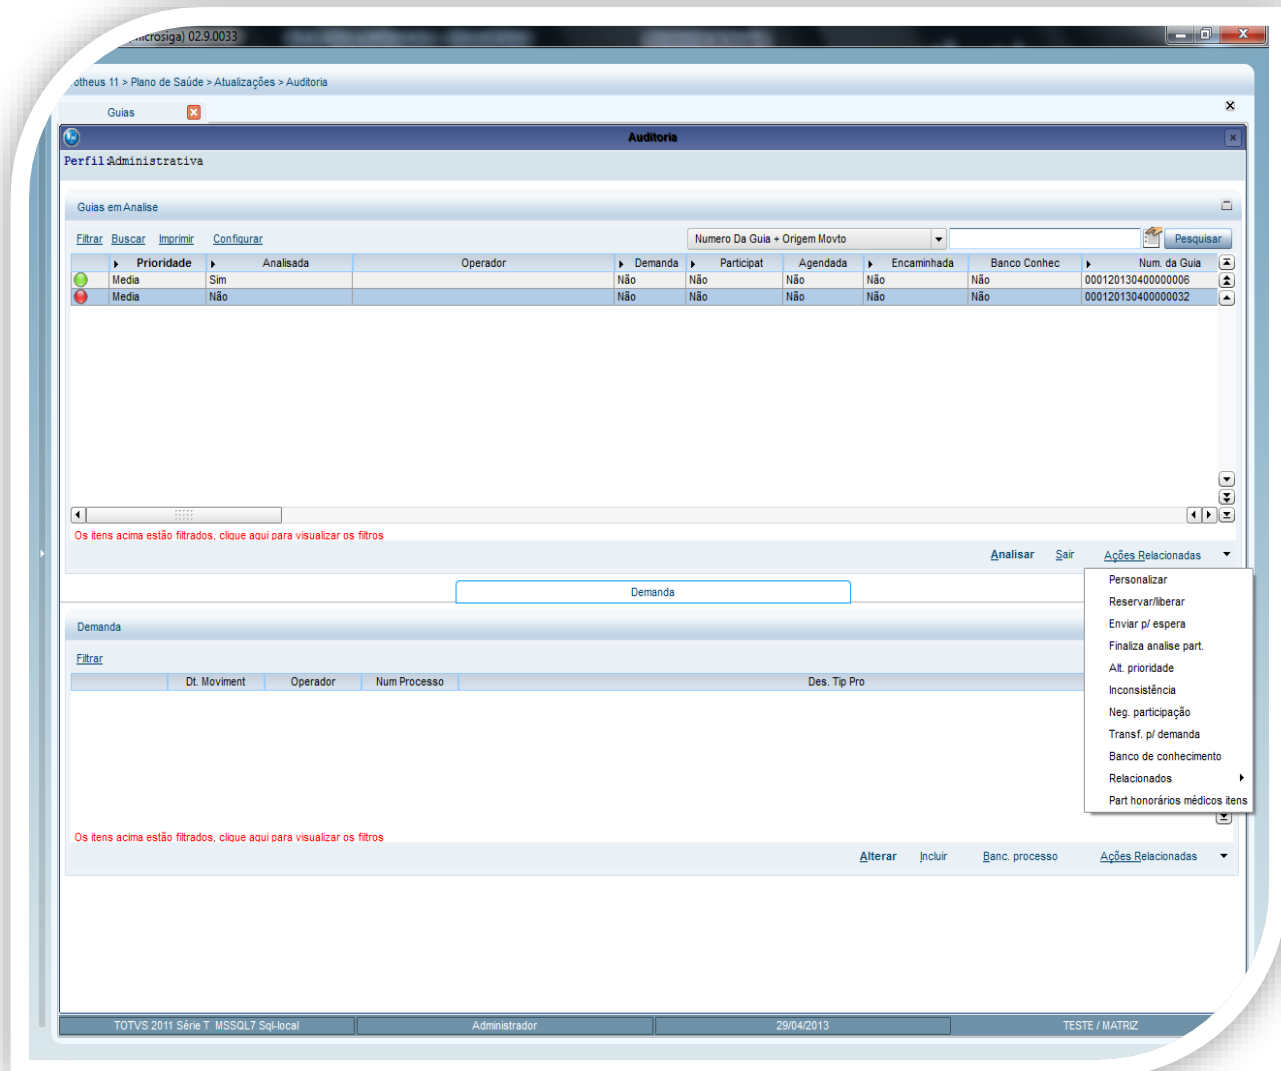 crosiga) 02.9.0033
otheus 11 > Plano de Saúde > Atualizações > Auditoria
Guias
Auditoria
Perfil:Administrativa
Guias em Analise
Filtrar Buscar Imprimir Configurar Numero Da Guia + Origem Movto Pesquisar
Prioridade Analisada Operador Demanda Participat Agendada Encaminhada Banco Conhec Num. da Guia
Media Sim Não Não Não Não Não 000120130400000006
Media Não Não Não Não Não Não 000120130400000032
Os itens acima estão filtrados, clique aqui para visualizar os filtros
Analisar Sair Ações Relacionadas
Personalizar
Reservar/liberar
Enviar p/ espera
Finaliza analise part.
Alt. prioridade
Inconsistência
Neg. participação
Transf. p/ demanda
Banco de conhecimento
Relacionados
Part honorários médicos itens
Demanda
Demanda
Filtrar
Dt. Moviment Operador Num Processo Des. Tip Pro
Os itens acima estão filtrados, clique aqui para visualizar os filtros
Alterar Incluir Banc. processo Ações Relacionadas
TOTVS 2011 Série T MSSQL7 Sql-local Administrador 29/04/2013 TESTE / MATRIZ